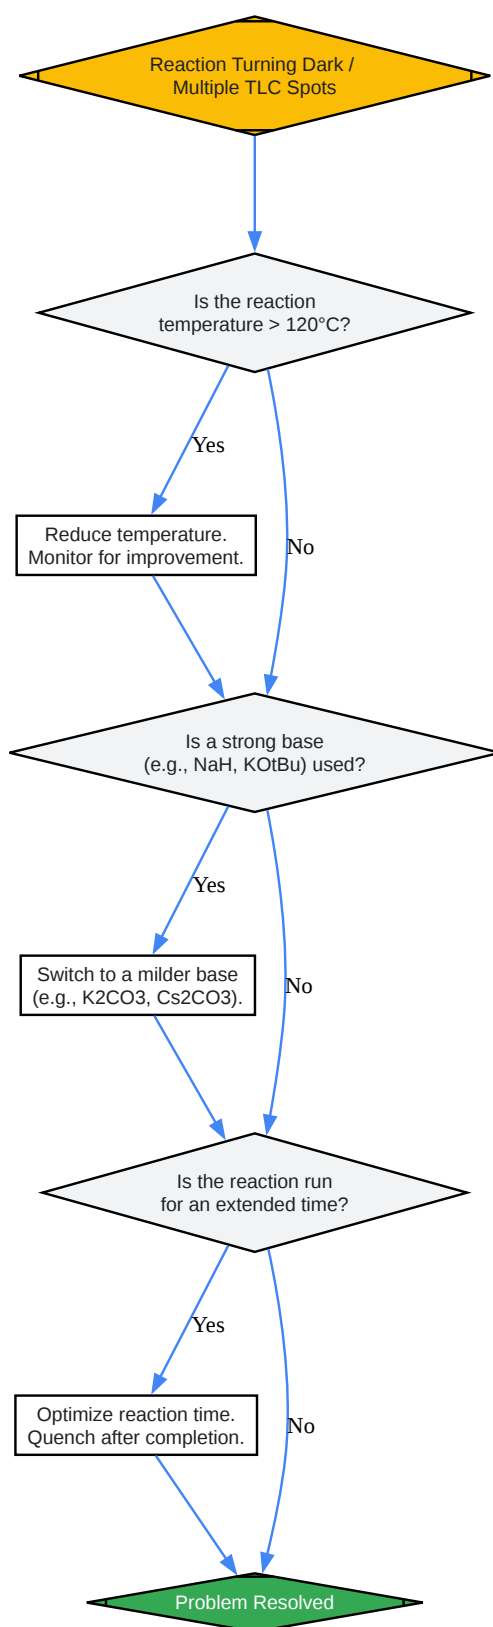 Reaction Turning Dark /
Multiple TLC Spots
Is the reaction
temperature > 120°C?
Yes
Reduce temperature.
Monitor for improvement.
No
Is a strong base
(e.g., NaH, KOtBu) used?
Yes
Switch to a milder base
(e.g., K2CO3, Cs2CO3).
No
Is the reaction run
for an extended time?
Yes
Optimize reaction time.
Quench after completion.
No
Problem Resolved